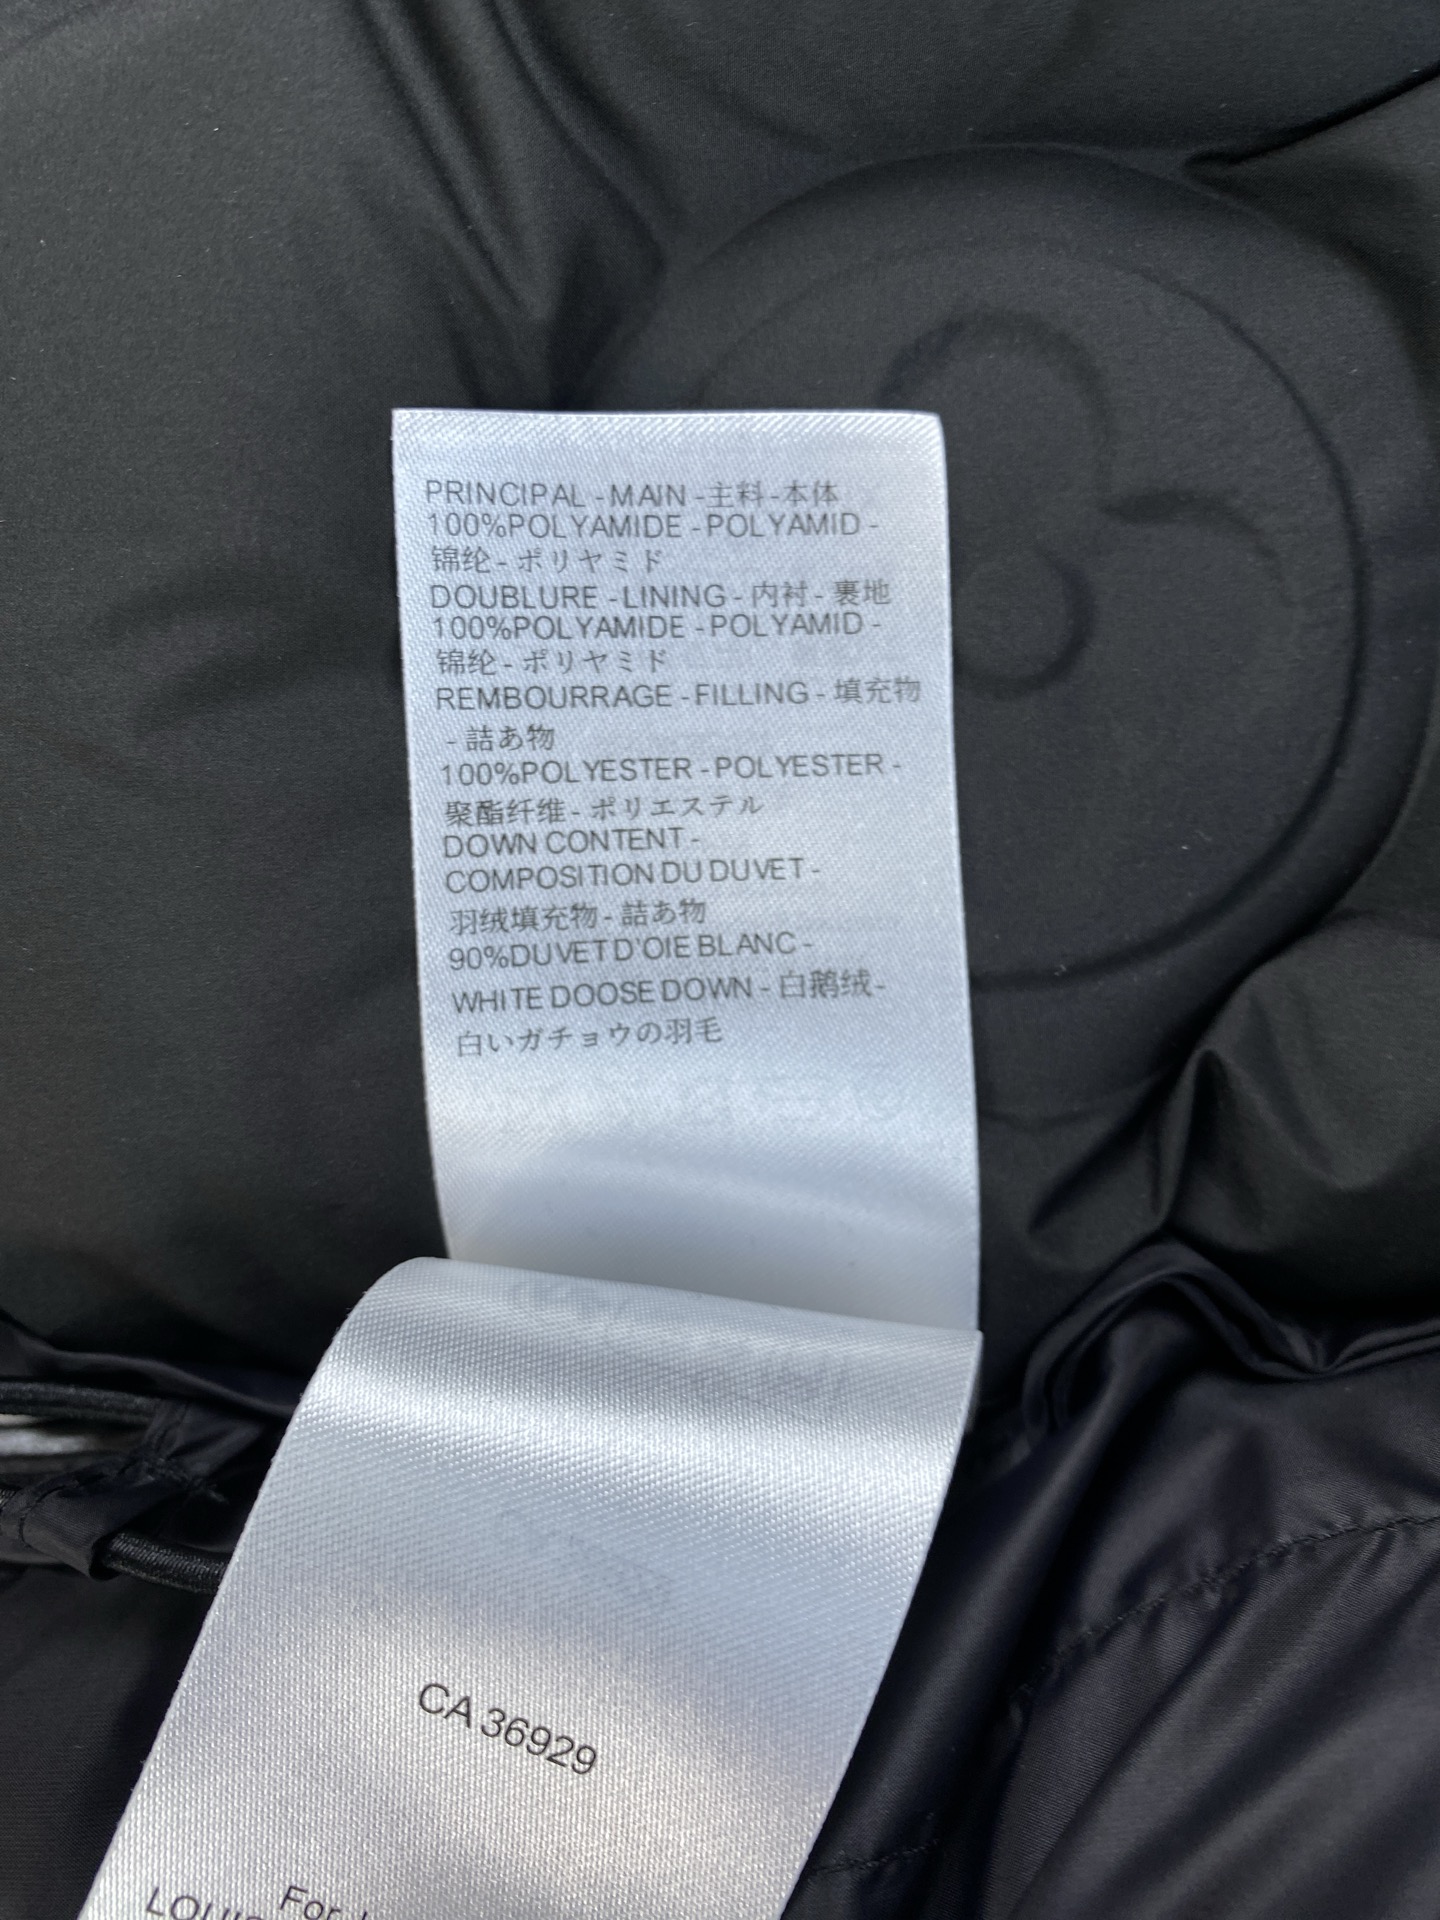 PRINCIPAL - MAIN - 主料 - 本体
100%POLYAMIDE - POLYAMID -
锦纶 - ポリヤミド
DOUBLURE - LINING - 内衬 - 裏地
100%POLYAMIDE - POLYAMID -
锦纶 - ポリヤミド
REMBOURRAGE - FILLING - 填充物
- 詰あ物
100%POLYESTER - POLYESTER -
聚酯纤维 - ポリエステル
DOWN CONTENT -
COMPOSITION DU DUVET -
羽绒填充物 - 詰あ物
90%DUVET D'OIE BLANC -
WHITE DOOSE DOWN - 白鹅绒 -
白いガチョウの羽毛
CA 36929
For